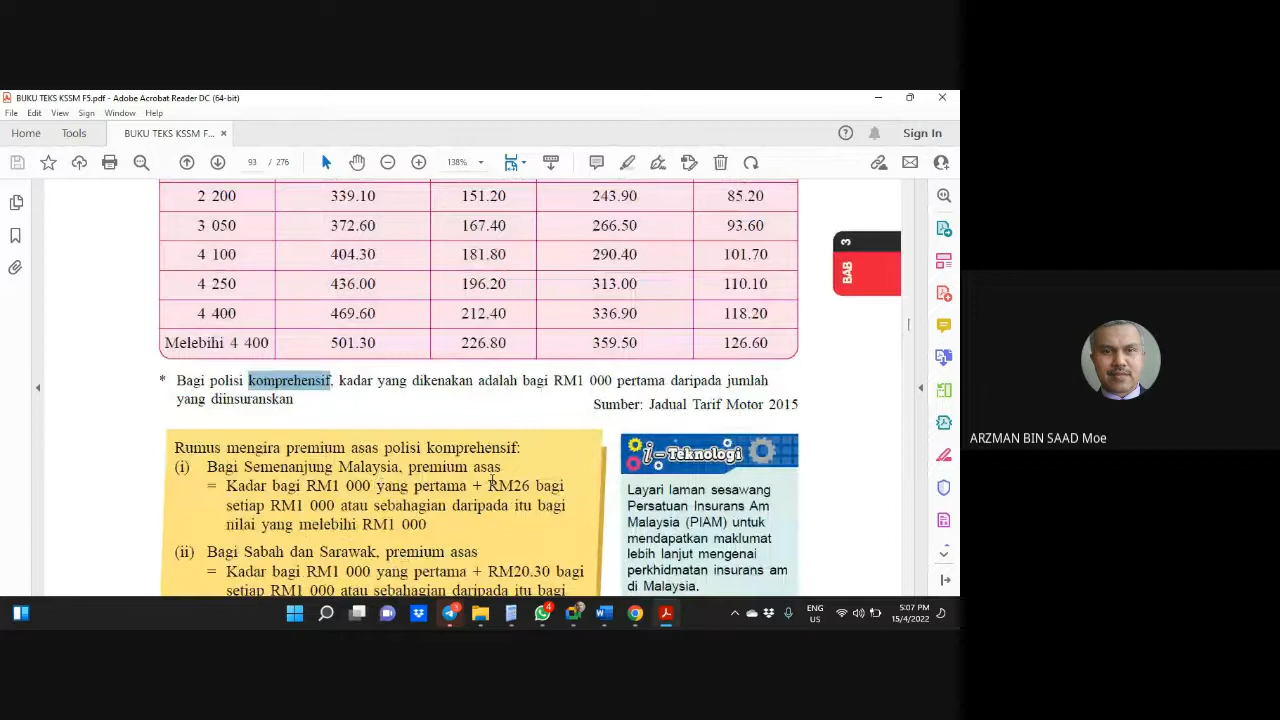 BUKU TEKS KSSM F5.pdf - Adobe Acrobat Reader DC (64-bit)
File Edit View Sign Window Help
Home Tools BUKU TEKS KSSM F... × Sign In
93 / 276 138%
2 200 339.10 151.20 243.90 85.20
3 050 372.60 167.40 266.50 93.60
4 100 404.30 181.80 290.40 101.70
4 250 436.00 196.20 313.00 110.10
4 400 469.60 212.40 336.90 118.20
Melebihi 4 400 501.30 226.80 359.50 126.60
BAB 3
* Bagi polisi komprehensif, kadar yang dikenakan adalah bagi RM1 000 pertama daripada jumlah
yang diinsuranskan
Sumber: Jadual Tarif Motor 2015
Rumus mengira premium asas polisi komprehensif:
(i) Bagi Semenanjung Malaysia, premium asas
= Kadar bagi RM1 000 yang pertama + RM26 bagi
setiap RM1 000 atau sebahagian daripada itu bagi
nilai yang melebihi RM1 000
(ii) Bagi Sabah dan Sarawak, premium asas
= Kadar bagi RM1 000 yang pertama + RM20.30 bagi
setiap RM1 000 atau sebahagian daripada itu bagi
i-Teknologi
Layari laman sesawang
Persatuan Insurans Am
Malaysia (PIAM) untuk
mendapatkan maklumat
lebih lanjut mengenai
perkhidmatan insurans am
di Malaysia.
ARZMAN BIN SAAD Moe
ENG
US
5:07 PM
15/4/2022